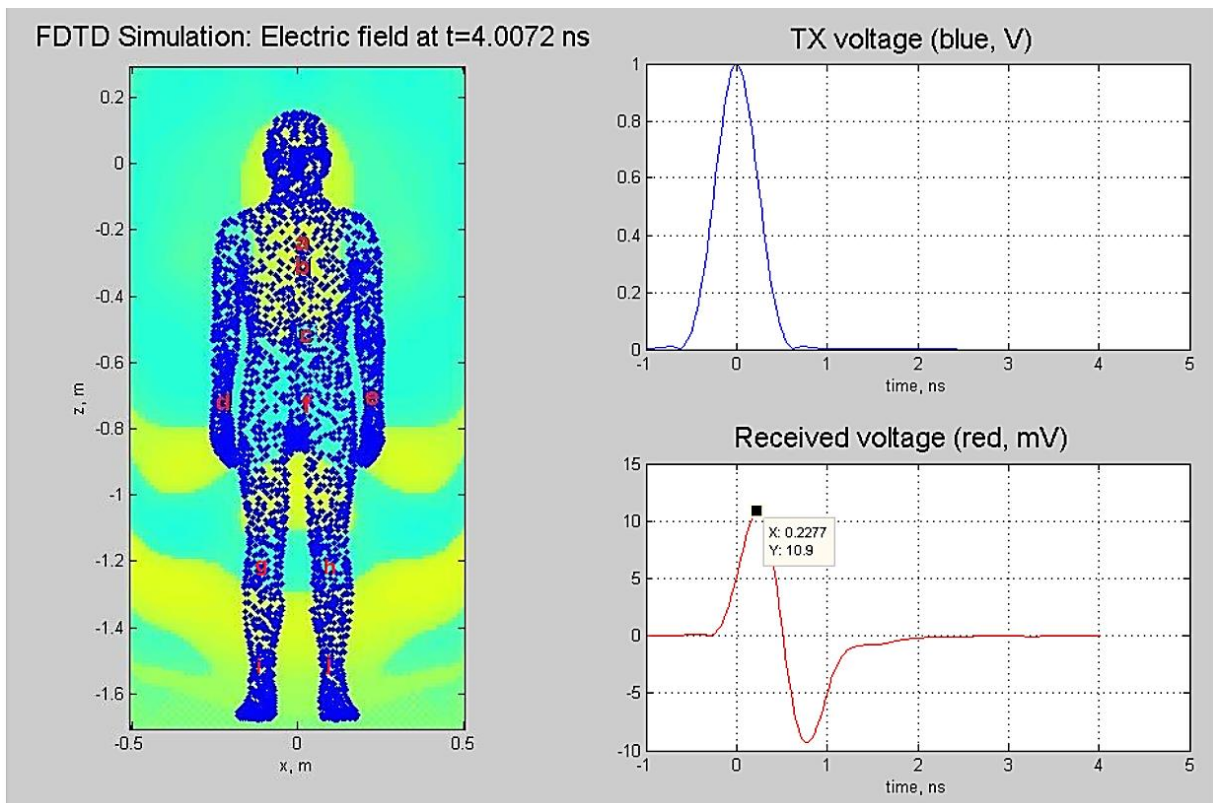 FDTD Simulation: Electric field at t=4.0072 ns
0.2
0
-0.2
-0.4
-0.6
-0.8
-1
-1.2
-1.4
-1.6
z, m
-0.5
0
0.5
x, m
a
b
c
d
e
f
g
h
i
j
TX voltage (blue, V)
1
0.8
0.6
0.4
0.2
0
-1
0
1
2
3
4
5
time, ns
Received voltage (red, mV)
15
10
5
0
-5
-10
X: 0.2277
Y: 10.9
-1
0
1
2
3
4
5
time, ns